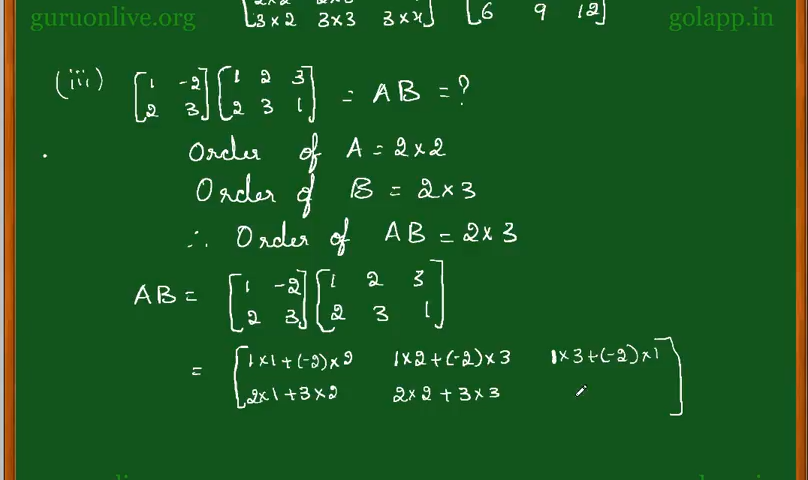 guruonlive.org golapp.in
3×2 3×3 3×4 6 9 12
(iii) [1 -2 2 3] [1 2 3 2 3 1] = AB = ?
Order of A = 2×2
Order of B = 2×3
∴ Order of AB = 2×3
AB = [1 -2 2 3] [1 2 3 2 3 1]
= [1×1+(-2)×2 1×2+(-2)×3 1×3+(-2)×1
2×1+3×2 2×2+3×3 ]